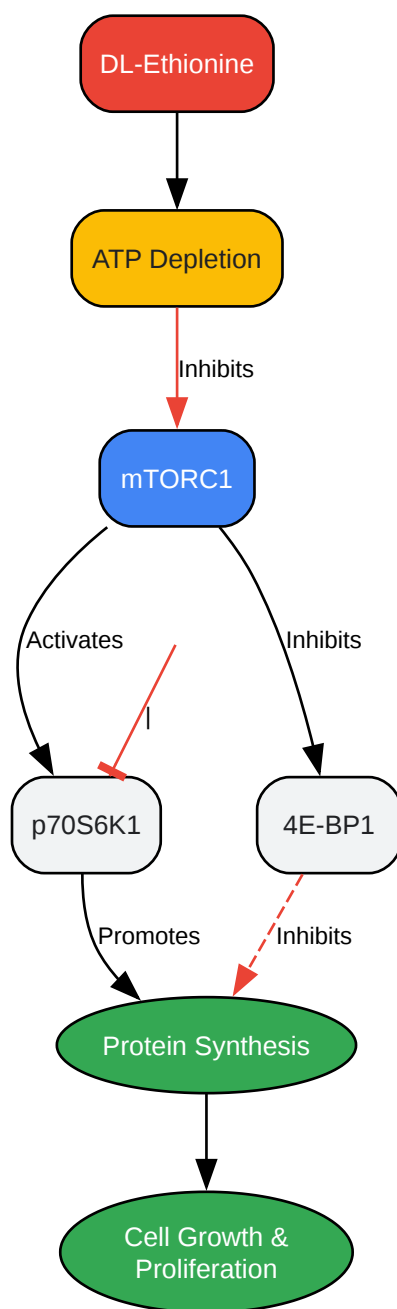 DL-Ethionine
ATP Depletion
Inhibits
mTORC1
Activates
Inhibits
|
p70S6K1
4E-BP1
Promotes
Inhibits
Protein Synthesis
Cell Growth &
Proliferation